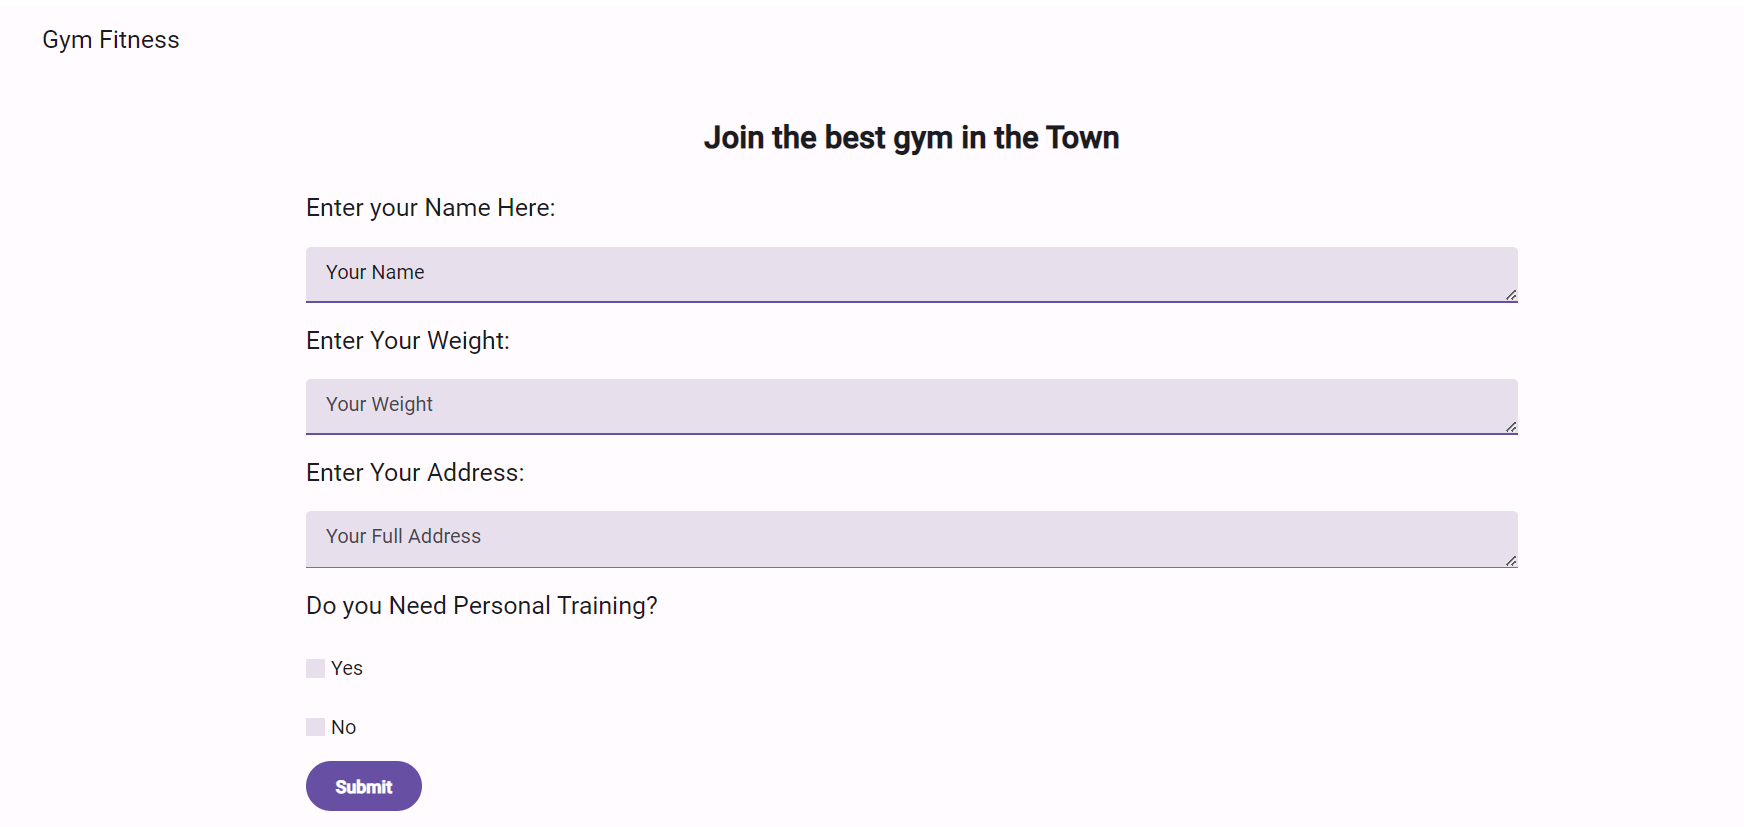 Gym Fitness
Join the best gym in the Town
Enter your Name Here:
Your Name
Enter Your Weight:
Your Weight
Enter Your Address:
Your Full Address
Do you Need Personal Training?
Yes
No
Submit